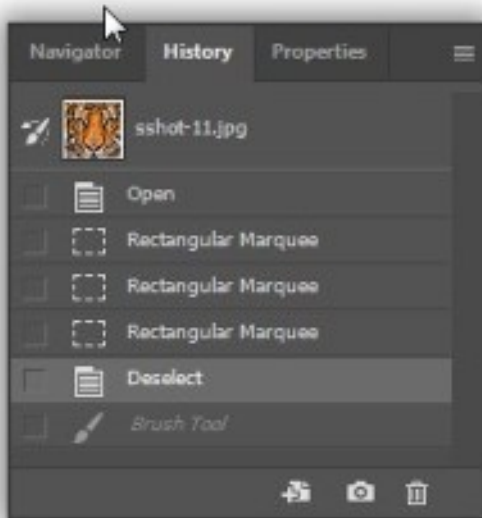 Navigator History Properties
sshot-11.jpg
Open
Rectangular Marquee
Rectangular Marquee
Rectangular Marquee
Deselect
Brush Tool